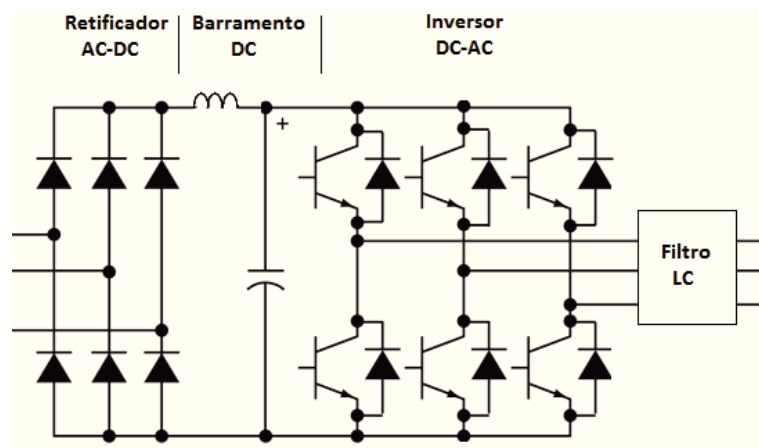 Retificador
AC-DC
Barramento
DC
Inversor
DC-AC
+
Filtro
LC